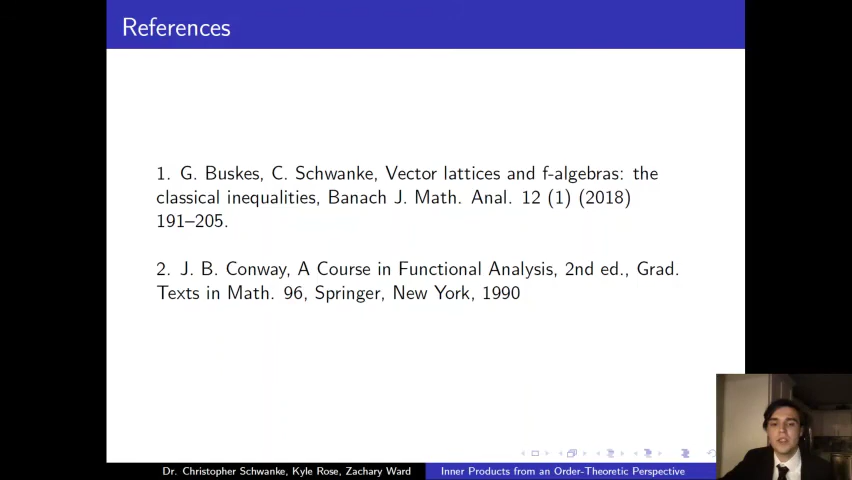 References
1. G. Buskes, C. Schwanke, Vector lattices and f-algebras: the
classical inequalities, Banach J. Math. Anal. 12 (1) (2018)
191–205.
2. J. B. Conway, A Course in Functional Analysis, 2nd ed., Grad.
Texts in Math. 96, Springer, New York, 1990
Dr. Christopher Schwanke, Kyle Rose, Zachary Ward
Inner Products from an Order-Theoretic Perspective